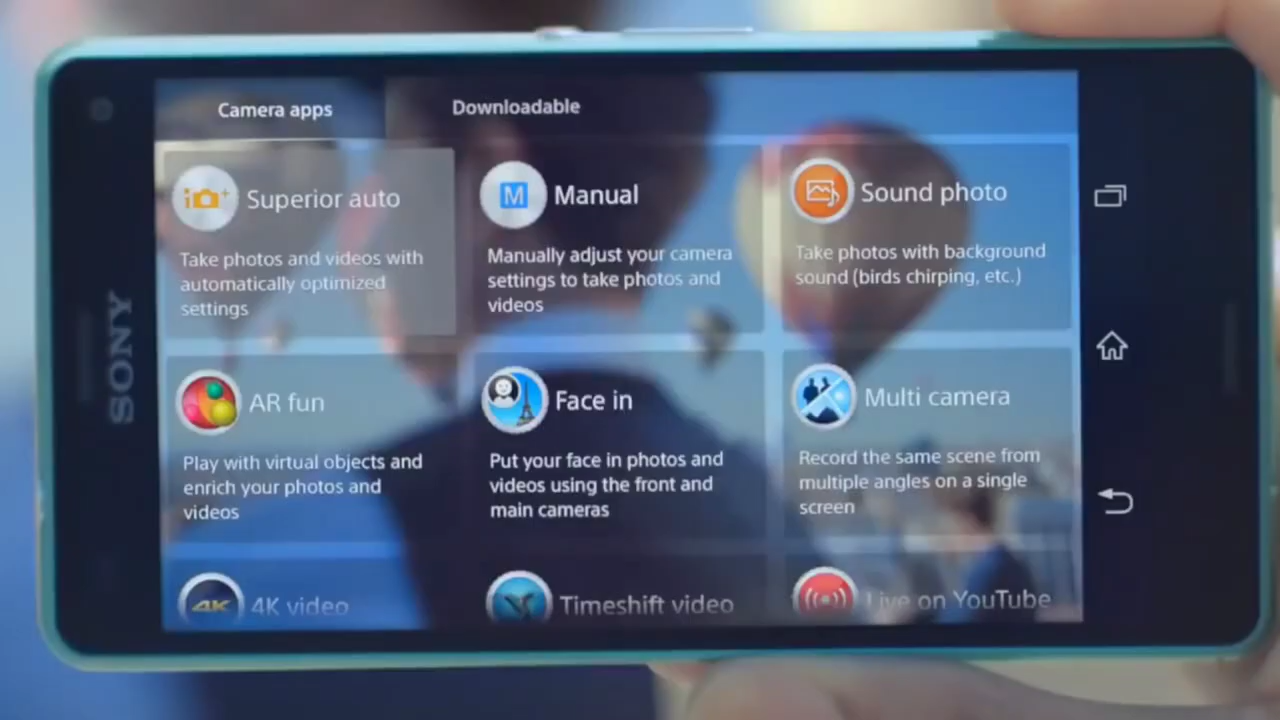 SONY
Camera apps
Downloadable
Superior auto
Take photos and videos with
automatically optimized
settings
M
Manual
Manually adjust your camera
settings to take photos and
videos
Sound photo
Take photos with background
sound (birds chirping, etc.)
AR fun
Play with virtual objects and
enrich your photos and
videos
Face in
Put your face in photos and
videos using the front and
main cameras
Multi camera
Record the same scene from
multiple angles on a single
screen
4K
4K video
Timeshift video
Live on YouTube